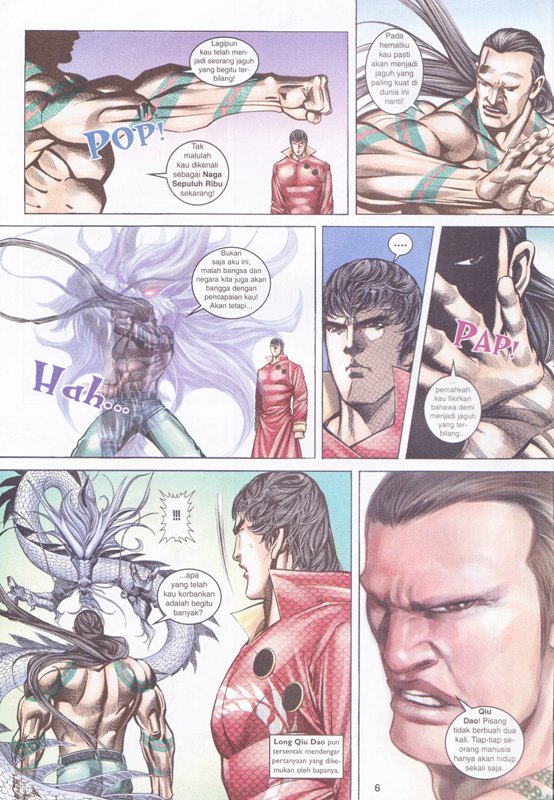 Lagipun
kau telah men-
jadi seorang jaguh
yang begitu ter-
bilang!
POP!
Tak
malulah
kau dikenali
sebagai Naga
Sepuluh Ribu
sekarang!
Pada
hematku
kau pasti
akan menjadi
jaguh yang
paling kuat di
dunia ini
nanti!
Bukan
saja aku ini,
malah bangsa dan
negara kita juga akan
bangga dengan
pencapaian kau!
Akan tetapi...
Hah...
....
PAP!
...
pernahkah
kau fikirkan
bahawa demi
menjadi jaguh
yang ter-
bilang..
!!!
...apa
yang telah
kau korbankan
adalah begitu
banyak?
Long Qiu Dao pun
tersentak mendengar
pertanyaan yang dike-
mukan oleh bapanya.
Qiu
Dao! Pisang
tidak berbuah dua
kali. Tiap-tiap se-
orang manusia
hanya akan hidup
sekali saja.
6